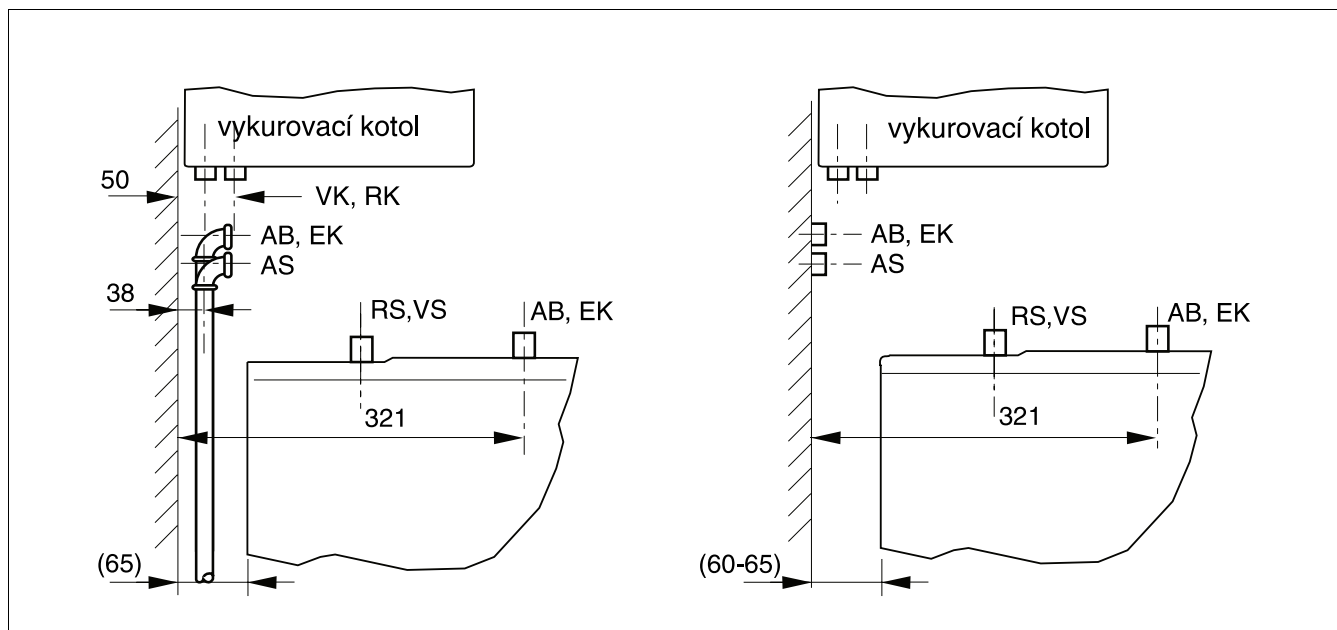 vykurovací kotol
50
VK, RK
AB, EK
AS
38
RS,VS
AB, EK
321
(65)
vykurovací kotol
AB, EK
AS
RS,VS
AB, EK
321
(60-65)